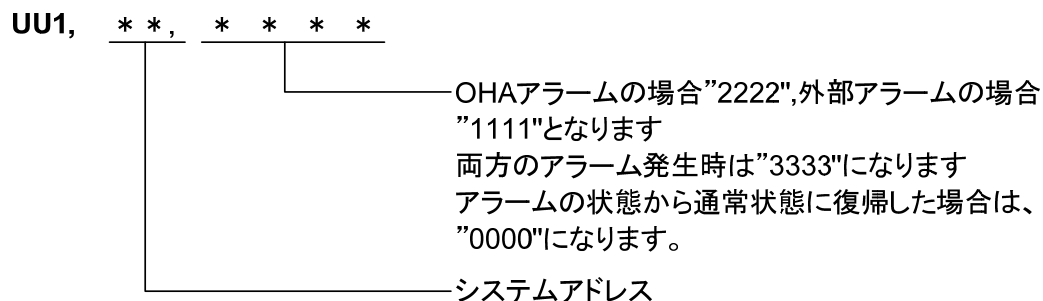 UU1, ＊＊, ＊ ＊ ＊ ＊
OHAアラームの場合”2222",外部アラームの場合
”1111"となります
両方のアラーム発生時は”3333"になります
アラームの状態から通常状態に復帰した場合は、
”0000"になります。
システムアドレス